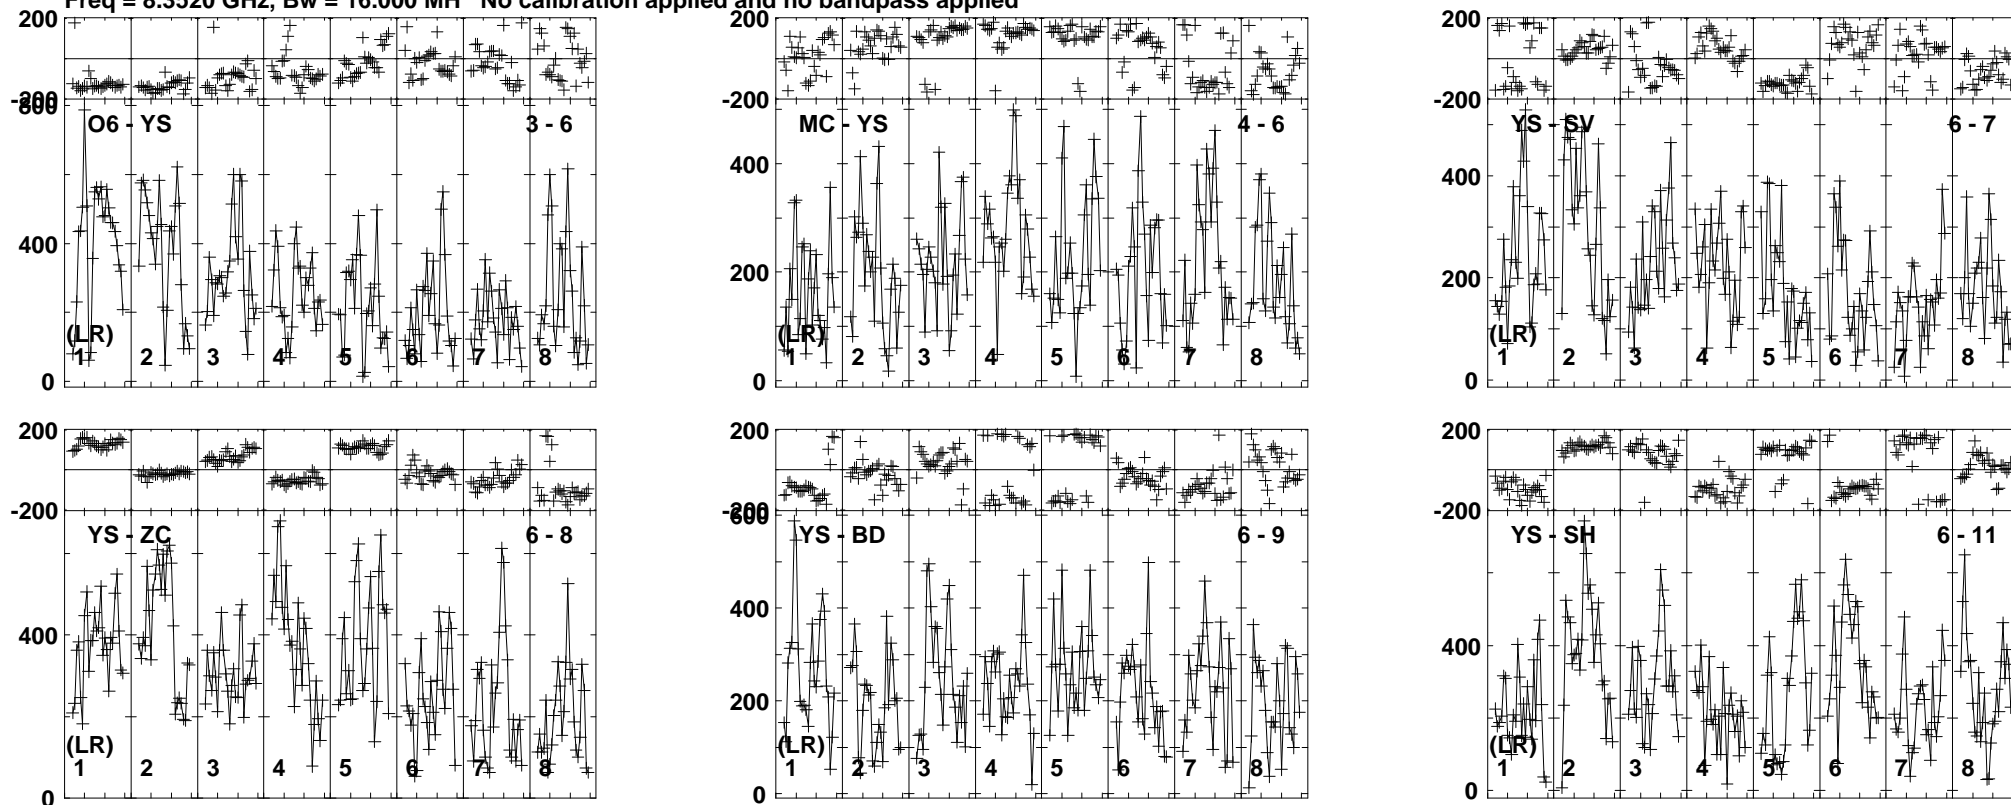 Freq = 8.3520 GHz, Bw = 16.000 MH No calibration applied and no bandpass applied
200
-200
800
O6 - YS
3 - 6
400
(LR)
1 2 3 4 5 6 7 8
0
200
-200
MC - YS
4 - 6
400
200
(LR)
1 2 3 4 5 6 7 8
0
200
-200
YS - SV
6 - 7
400
200
(LR)
1 2 3 4 5 6 7 8
0
200
-200
YS - ZC
6 - 8
400
(LR)
1 2 3 4 5 6 7 8
0
200
-200
600
YS - BD
6 - 9
400
200
(LR)
1 2 3 4 5 6 7 8
0
200
-200
YS - SH
6 - 11
400
(LR)
1 2 3 4 5 6 7 8
0